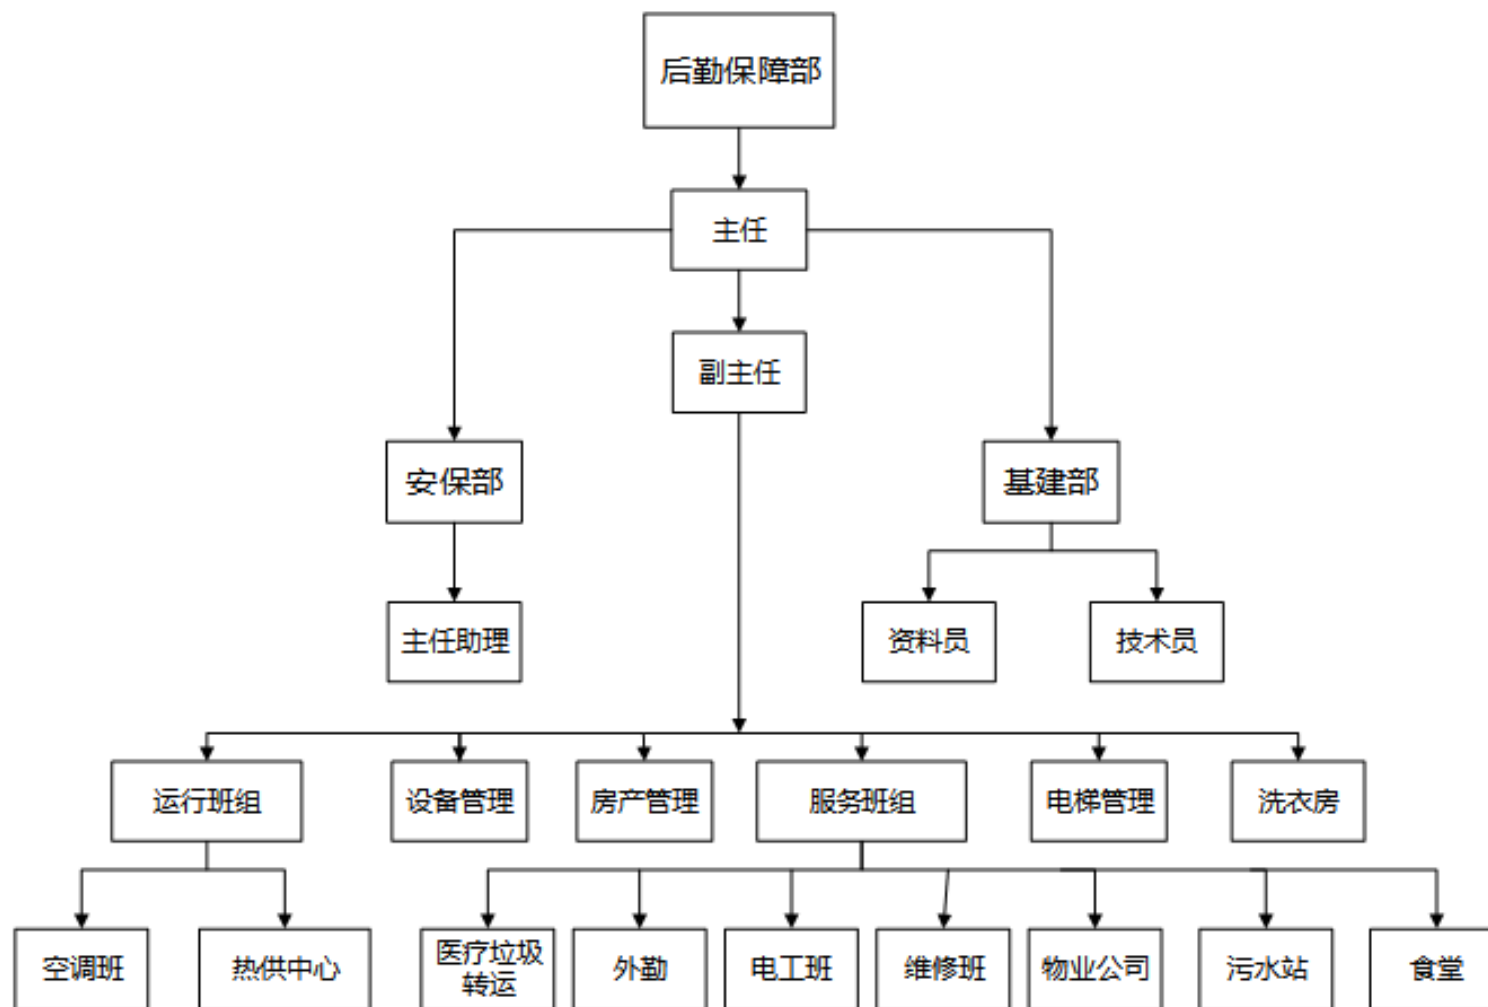 后勤保障部
主任
副主任
安保部
基建部
主任助理
资料员
技术员
运行班组
设备管理
房产管理
服务班组
电梯管理
洗衣房
空调班
热供中心
医疗垃圾
转运
外勤
电工班
维修班
物业公司
污水站
食堂